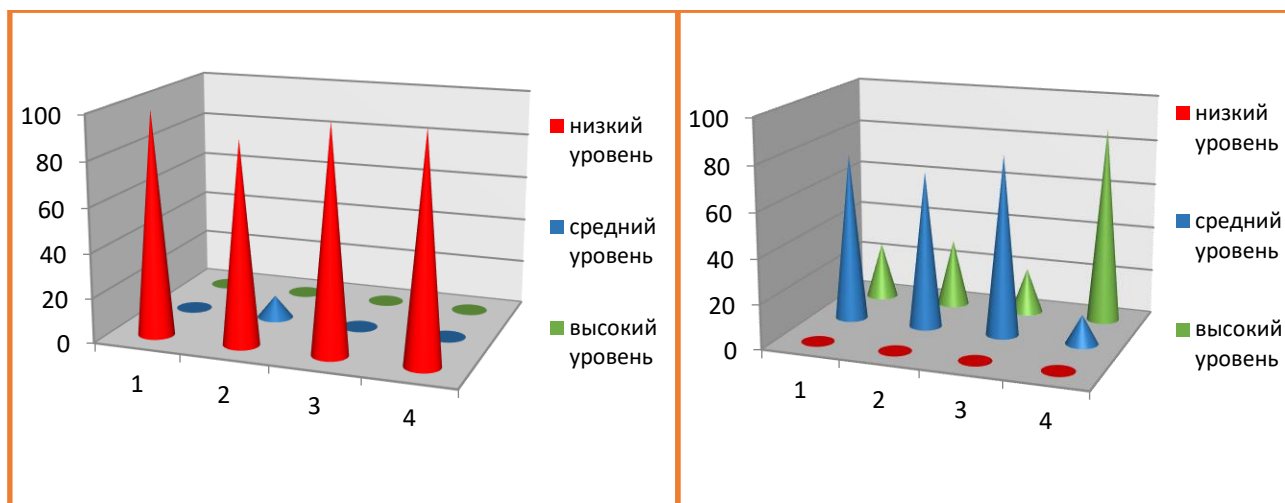 100
80
60
40
20
0
1
2
3
4
низкий
уровень
средний
уровень
высокий
уровень
100
80
60
40
20
0
1
2
3
4
низкий
уровень
средний
уровень
высокий
уровень